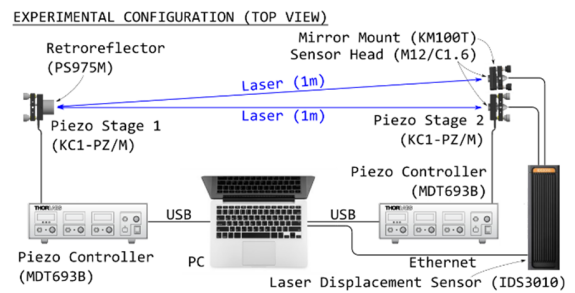 EXPERIMENTAL CONFIGURATION (TOP VIEW)
Retroreflector
(PS975M)
Mirror Mount (KM100T)
Sensor Head (M12/C1.6)
Laser (1m)
Laser (1m)
Piezo Stage 1
(KC1-PZ/M)
Piezo Stage 2
(KC1-PZ/M)
Piezo Controller
(MDT693B)
THORLABS
USB
USB
THORLABS
Piezo Controller
(MDT693B)
PC
Ethernet
Laser Displacement Sensor (IDS3010)